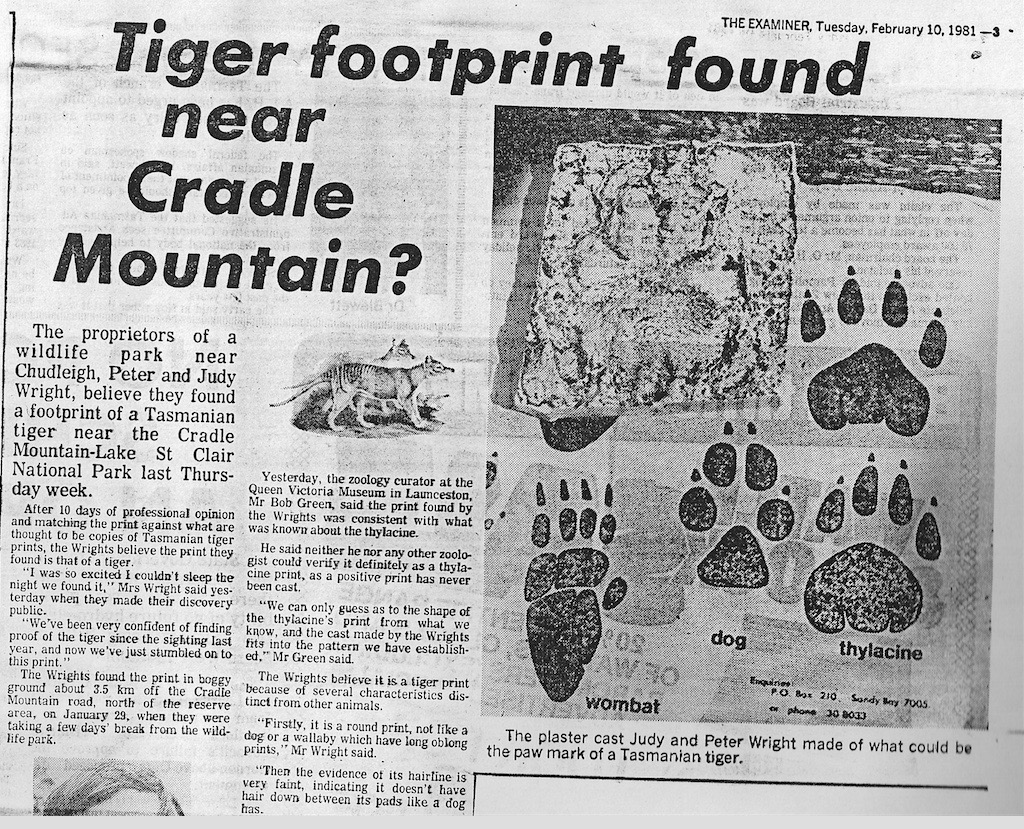 THE EXAMINER, Tuesday, February 10, 1981 —3
Tiger footprint found
near
Cradle
Mountain?
The proprietors of a
wildlife park near
Chudleigh, Peter and Judy
Wright, believe they found
a footprint of a Tasmanian
tiger near the Cradle
Mountain-Lake St Clair
National Park last Thurs-
day week.
After 10 days of professional opinion
and matching the print against what are
thought to be copies of Tasmanian tiger
prints, the Wrights believe the print they
found is that of a tiger.
"I was so excited I couldn't sleep the
night we found it," Mrs Wright said yes-
terday when they made their discovery
public.
"We've been very confident of finding
proof of the tiger since the sighting last
year, and now we've just stumbled on to
this print."
The Wrights found the print in boggy
ground about 3.5 km off the Cradle
Mountain road, north of the reserve
area, on January 29, when they were
taking a few days' break from the wild-
life park.
Yesterday, the zoology curator at the
Queen Victoria Museum in Launceston,
Mr Bob Green, said the print found by
the Wrights was consistent with what
was known about the thylacine.
He said neither he nor any other zoolo-
gist could verify it definitely as a thyla-
cine print, as a positive print has never
been cast.
"We can only guess as to the shape of
the thylacine's print from what we
know, and the cast made by the Wrights
fits into the pattern we have establish-
ed," Mr Green said.
The Wrights believe it is a tiger print
because of several characteristics dis-
tinct from other animals.
"Firstly, it is a round print, not like a
dog or a wallaby which have long oblong
prints," Mr Wright said.
"Then the evidence of its hairline is
very faint, indicating it doesn't have
hair down between its pads like a dog
has.
dog
thylacine
wombat
Enquiries:
P.O. Box 210 Sandy Bay 7005
or phone 30 8033
The plaster cast Judy and Peter Wright made of what could be
the paw mark of a Tasmanian tiger.